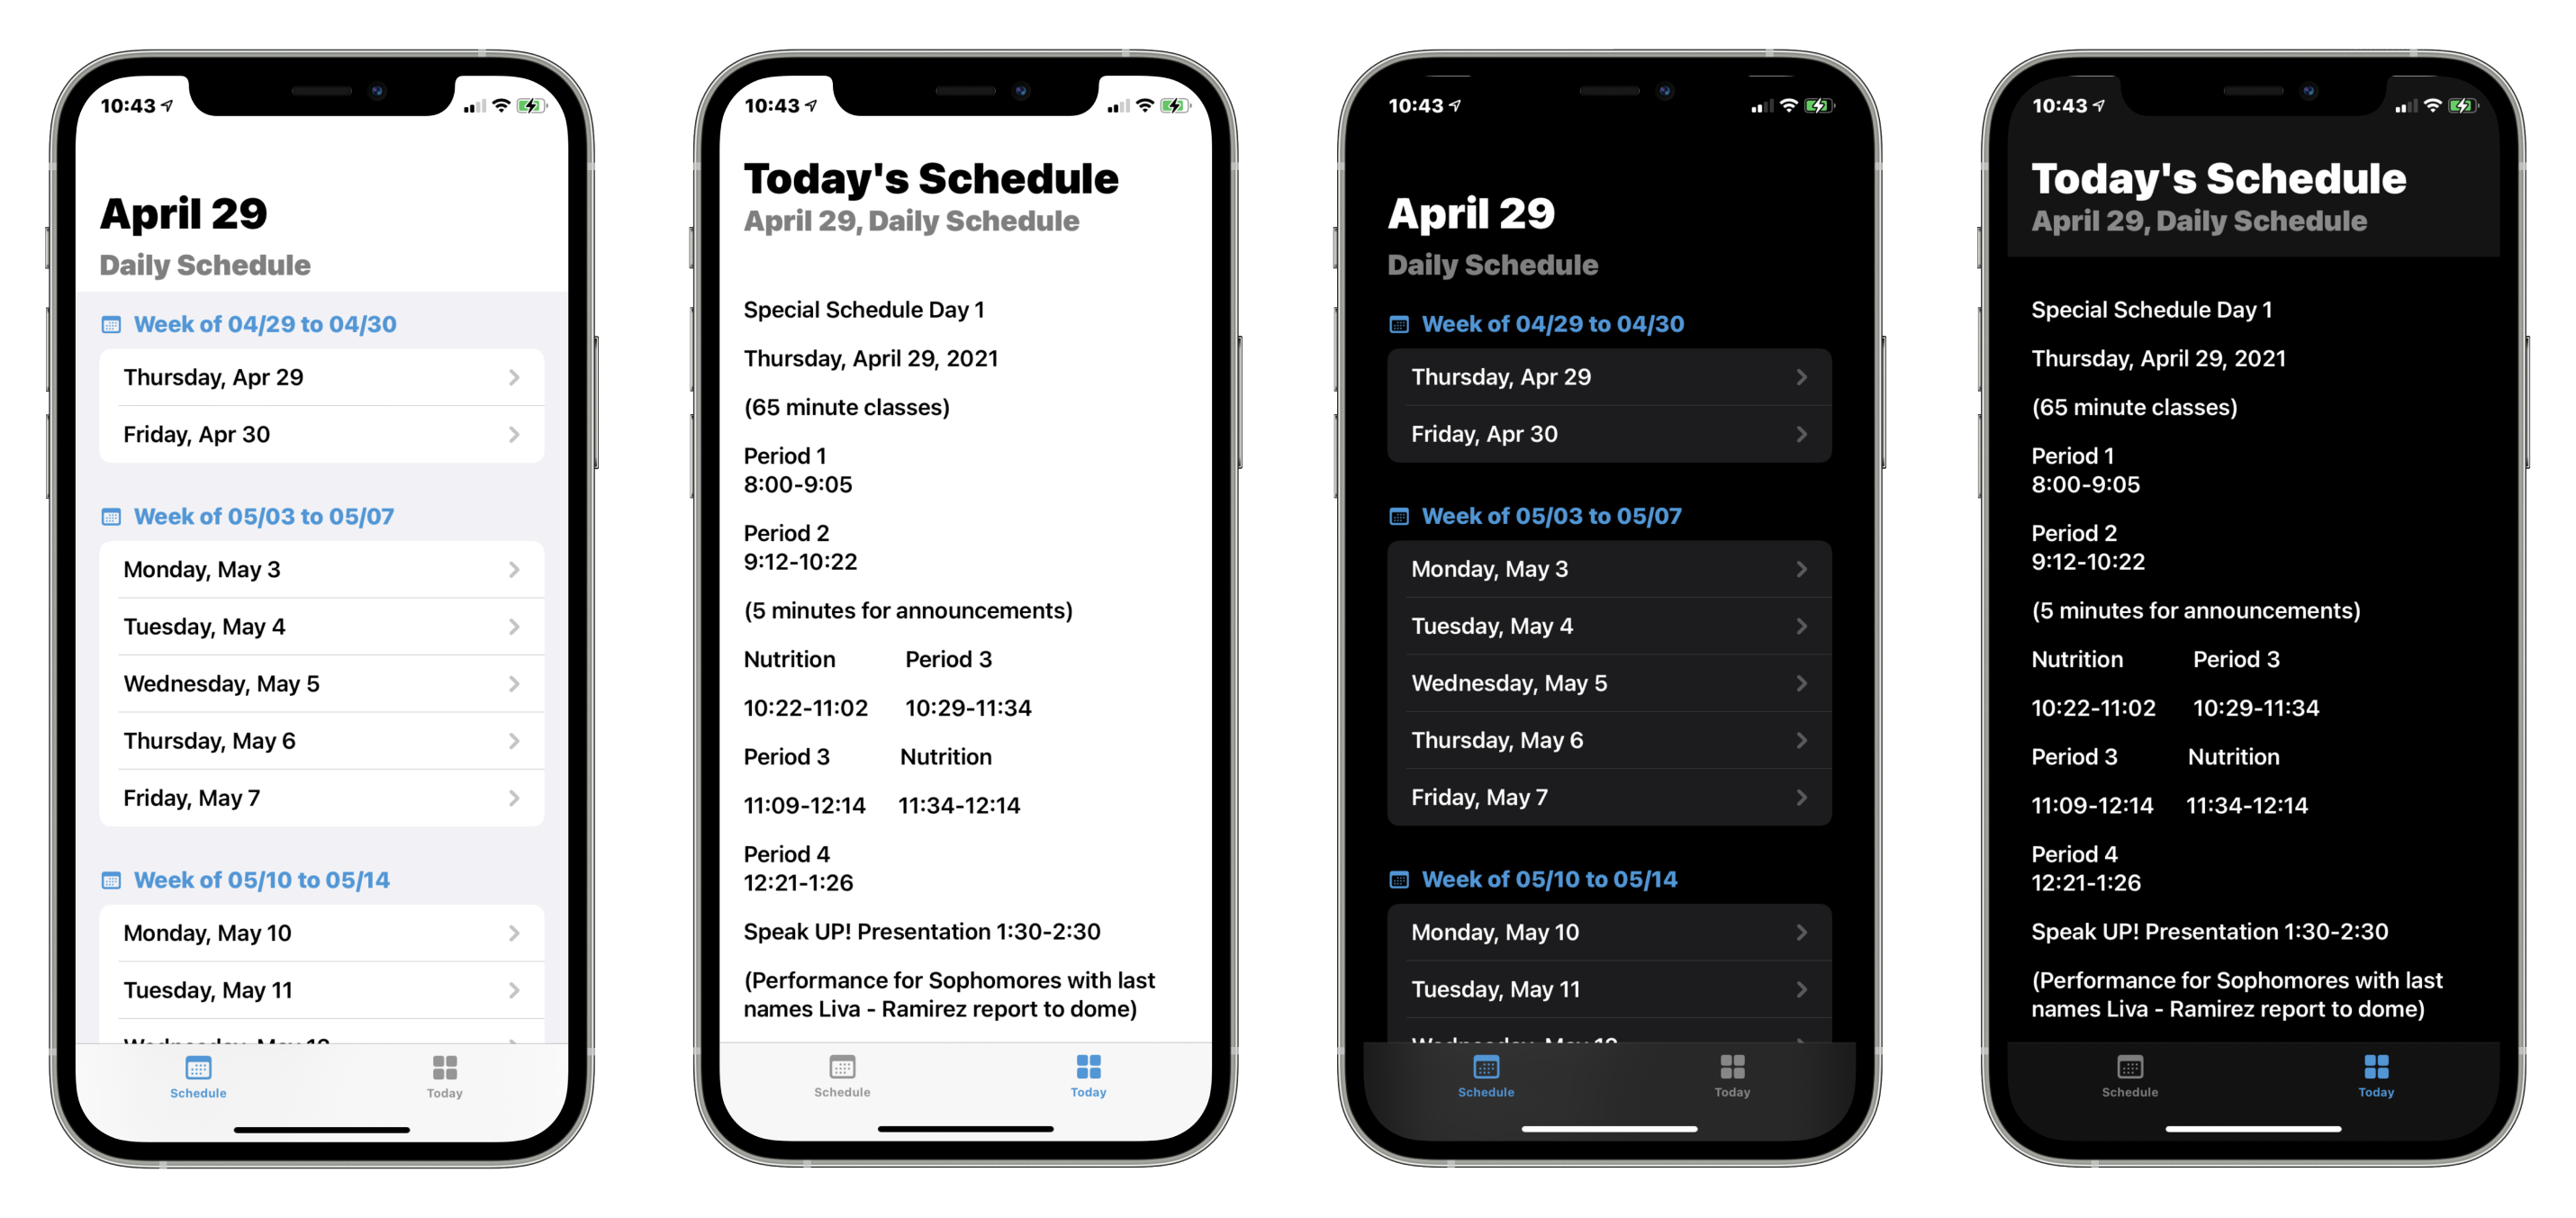 10:43
April 29
Daily Schedule
Week of 04/29 to 04/30
Thursday, Apr 29
Friday, Apr 30
Week of 05/03 to 05/07
Monday, May 3
Tuesday, May 4
Wednesday, May 5
Thursday, May 6
Friday, May 7
Week of 05/10 to 05/14
Monday, May 10
Tuesday, May 11
Wednesday, May 12
Schedule Today
10:43
Today's Schedule
April 29, Daily Schedule
Special Schedule Day 1
Thursday, April 29, 2021
(65 minute classes)
Period 1
8:00-9:05
Period 2
9:12-10:22
(5 minutes for announcements)
Nutrition Period 3
10:22-11:02 10:29-11:34
Period 3 Nutrition
11:09-12:14 11:34-12:14
Period 4
12:21-1:26
Speak UP! Presentation 1:30-2:30
(Performance for Sophomores with last
names Liva - Ramirez report to dome)
Schedule Today
10:43
April 29
Daily Schedule
Week of 04/29 to 04/30
Thursday, Apr 29
Friday, Apr 30
Week of 05/03 to 05/07
Monday, May 3
Tuesday, May 4
Wednesday, May 5
Thursday, May 6
Friday, May 7
Week of 05/10 to 05/14
Monday, May 10
Tuesday, May 11
Wednesday, May 12
Schedule Today
10:43
Today's Schedule
April 29, Daily Schedule
Special Schedule Day 1
Thursday, April 29, 2021
(65 minute classes)
Period 1
8:00-9:05
Period 2
9:12-10:22
(5 minutes for announcements)
Nutrition Period 3
10:22-11:02 10:29-11:34
Period 3 Nutrition
11:09-12:14 11:34-12:14
Period 4
12:21-1:26
Speak UP! Presentation 1:30-2:30
(Performance for Sophomores with last
names Liva - Ramirez report to dome)
Schedule Today